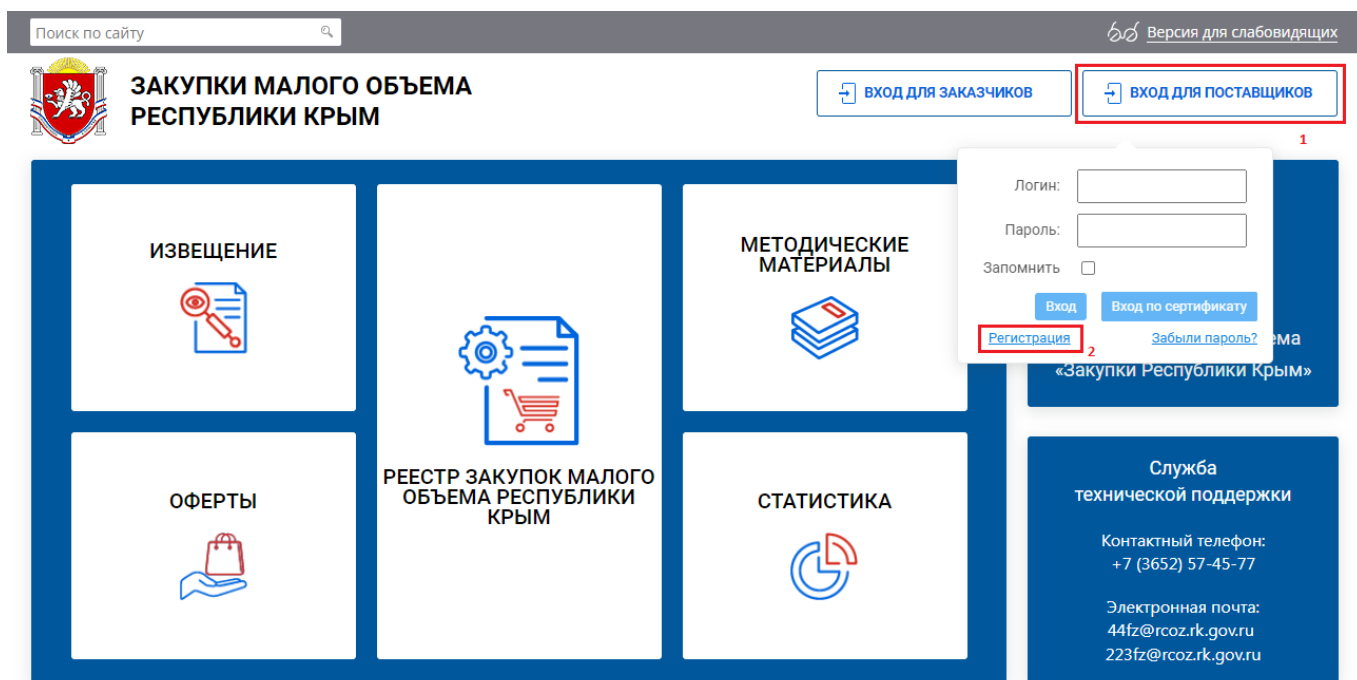 Поиск по сайту
Версия для слабовидящих
ЗАКУПКИ МАЛОГО ОБЪЕМА
РЕСПУБЛИКИ КРЫМ
ВХОД ДЛЯ ЗАКАЗЧИКОВ
ВХОД ДЛЯ ПОСТАВЩИКОВ
1
Логин:
Пароль:
Запомнить
Вход
Вход по сертификату
Регистрация
2
Забыли пароль?
ема
«Закупки Республики Крым»
ИЗВЕЩЕНИЕ
МЕТОДИЧЕСКИЕ
МАТЕРИАЛЫ
РЕЕСТР ЗАКУПОК МАЛОГО
ОБЪЕМА РЕСПУБЛИКИ
КРЫМ
ОФЕРТЫ
СТАТИСТИКА
Служба
технической поддержки
Контактный телефон:
+7 (3652) 57-45-77
Электронная почта:
44fz@rcoz.rk.gov.ru
223fz@rcoz.rk.gov.ru